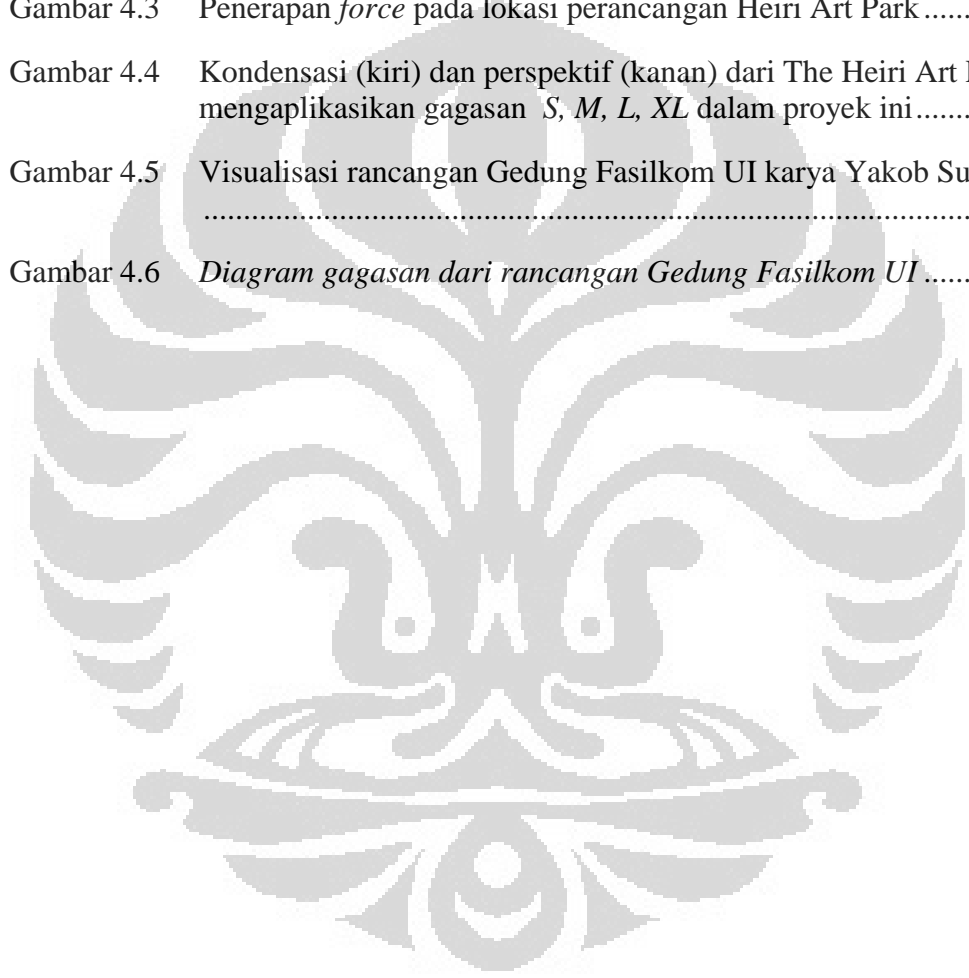 Gambar 4.3 Penerapan force pada lokasi perancangan Heiri Art Park .......
Gambar 4.4 Kondensasi (kiri) dan perspektif (kanan) dari The Heiri Art
mengaplikasikan gagasan S, M, L, XL dalam proyek ini .......
Gambar 4.5 Visualisasi rancangan Gedung Fasilkom UI karya Yakob
....................................................................................................
Gambar 4.6 Diagram gagasan dari rancangan Gedung Fasilkom UI ......